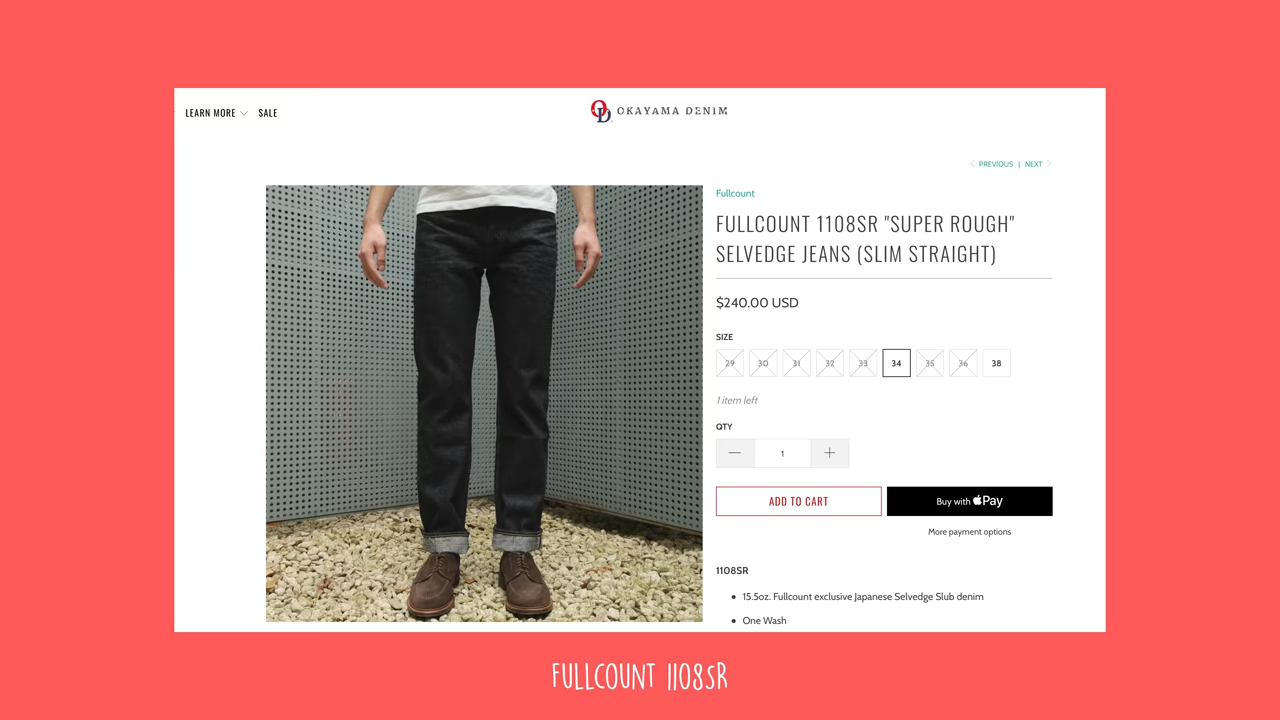 LEARN MORE SALE
OKAYAMA DENIM
PREVIOUS | NEXT
Fullcount
FULLCOUNT 1108SR "SUPER ROUGH"
SELVEDGE JEANS (SLIM STRAIGHT)
$240.00 USD
SIZE
29 30 31 32 33 34 35 36 38
1 item left
QTY
1
ADD TO CART
Buy with Pay
More payment options
1108SR
15.5oz. Fullcount exclusive Japanese Selvedge Slub denim
One Wash
FULLCOUNT 1108SR